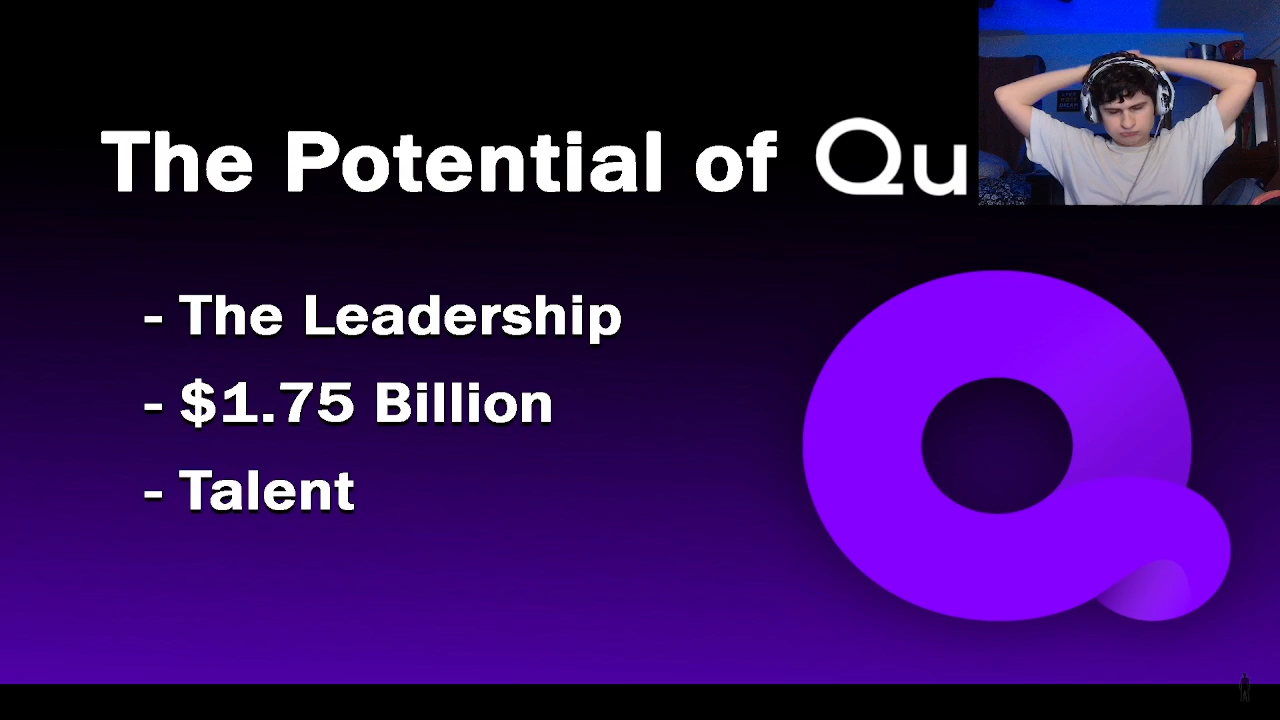 The Potential of Qu
- The Leadership
- $1.75 Billion
- Talent